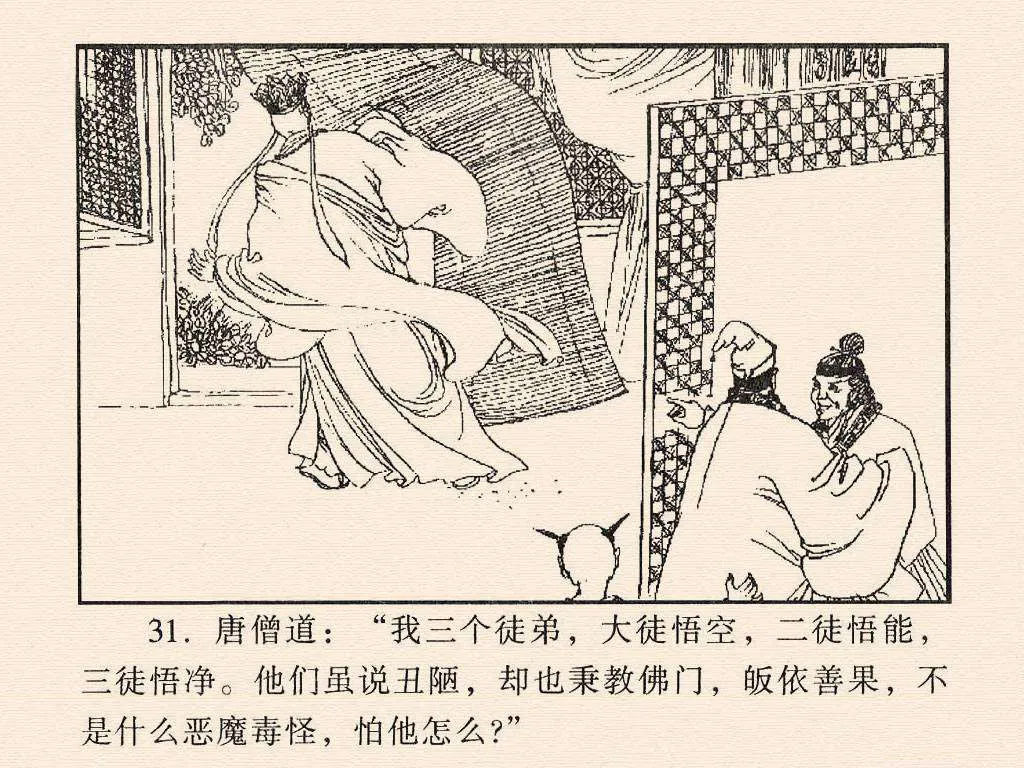 31. 唐僧道：“我三个徒弟，大徒悟空，二徒悟能，
三徒悟净。他们虽说丑陋，却也秉教佛门，皈依善果，不
是什么恶魔毒怪，怕他怎么？”